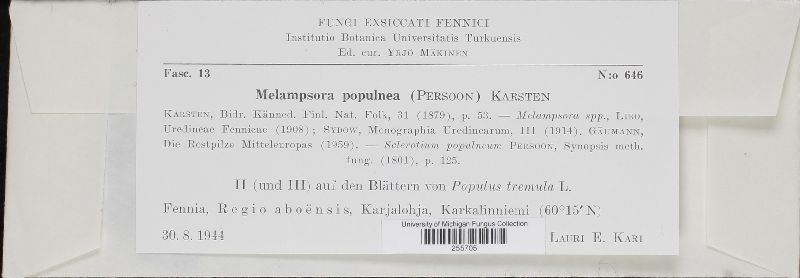 FUNGI EXSICCATI FENNICI
Institutio Botanica Universitatis Turkuensis
Ed. cur. YRJÖ MÄKINEN
Fasc. 13 N:o 646
Melampsora populnea (PERSOON) KARSTEN
KARSTEN, Bidr. Känned. Finl. Nat. Folk, 31 (1879), p. 53. — Melampsora spp., LIRO,
Uredineae Fennicae (1908); SYDOW, Monographia Uredinearum, III (1914). GÄUMANN,
Die Rostpilze Mitteleuropas (1959). — Sclerotium populneum PERSOON, Synopsis meth.
fung. (1801), p. 125.
II (und III) auf den Blättern von Populus tremula L.
Fennia, Regio aboënsis, Karjalohja, Karkalinniemi (60°15′ N)
30. 8. 1944 LAURI E. KARI
University of Michigan Fungus Collection
255705